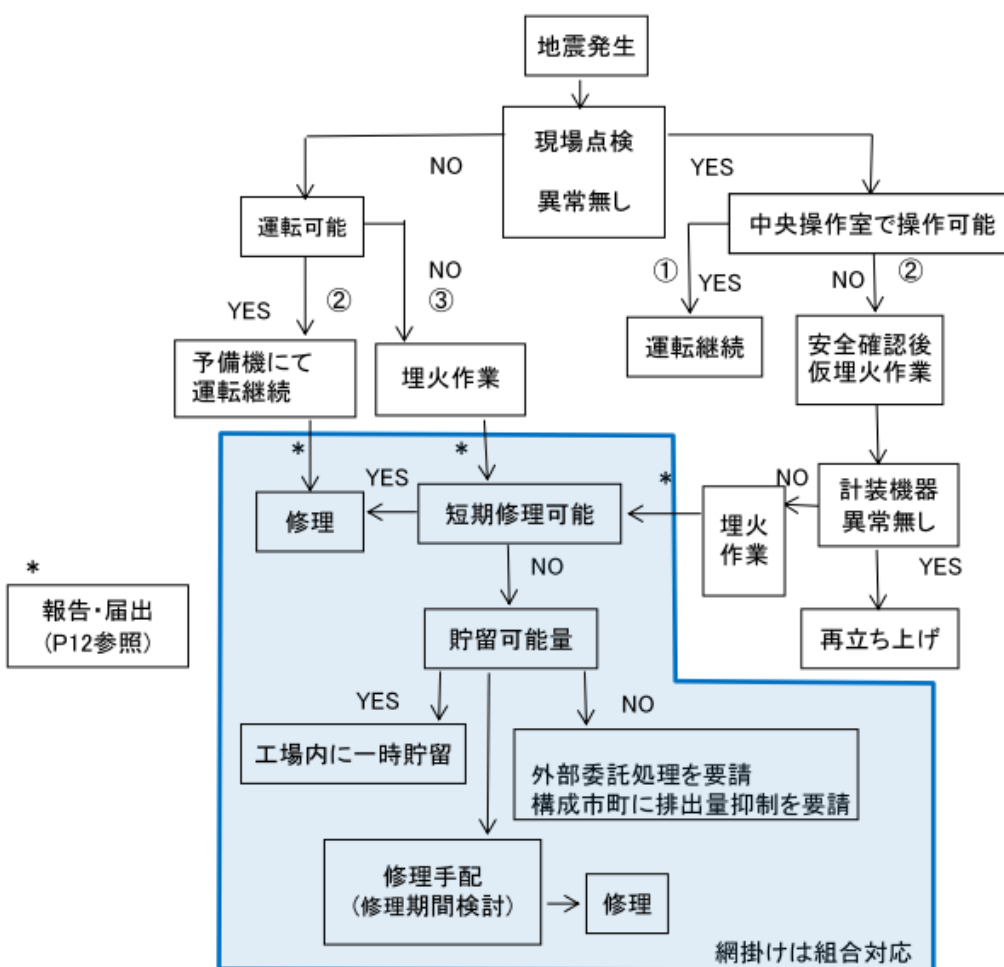 地震発生
現場点検
異常無し
NO
YES
運転可能
中央操作室で操作可能
NO
③
①
YES
NO
②
YES
②
予備機にて
運転継続
埋火作業
運転継続
安全確認後
仮埋火作業
*
*
*
YES
NO
修理
短期修理可能
埋火
作業
計装機器
異常無し
NO
YES
*
報告・届出
(P12参照)
貯留可能量
再立ち上げ
YES
NO
工場内に一時貯留
外部委託処理を要請
構成市町に排出量抑制を要請
修理手配
(修理期間検討)
修理
網掛けは組合対応